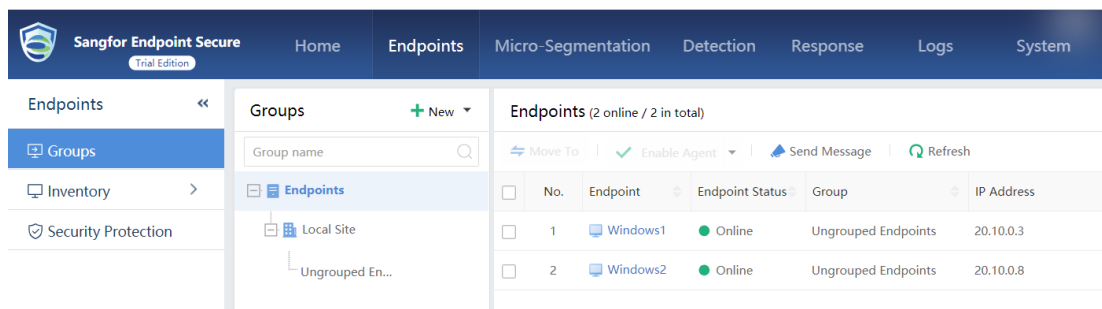 Sangfor Endpoint Secure Home Endpoints Micro-Segmentation Detection Response Logs System
Trial Edition
Endpoints «
Groups
Inventory >
Security Protection
Groups + New
Group name
Endpoints
Local Site
Ungrouped En...
Endpoints (2 online / 2 in total)
Move To Enable Agent Send Message Refresh
No. Endpoint Endpoint Status Group IP Address
1 Windows1 Online Ungrouped Endpoints 20.10.0.3
2 Windows2 Online Ungrouped Endpoints 20.10.0.8